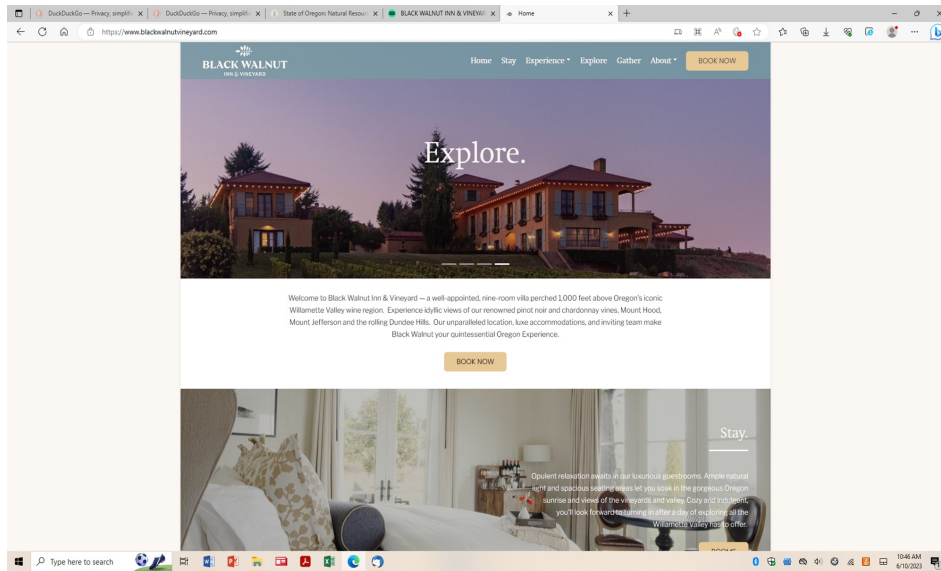 DuckDuckGo — Privacy, simplifi
DuckDuckGo — Privacy, simplifi
State of Oregon: Natural Resour
BLACK WALNUT INN & VINEYAR
Home
https://www.blackwalnutvineyard.com
BLACK WALNUT
INN & VINEYARD
Home Stay Experience Explore Gather About BOOK NOW
Explore.
Welcome to Black Walnut Inn & Vineyard — a well-appointed, nine-room villa perched 1,000 feet above Oregon's iconic
Willamette Valley wine region. Experience idyllic views of our renowned pinot noir and chardonnay vines, Mount Hood,
Mount Jefferson and the rolling Dundee Hills. Our unparalleled location, luxe accommodations, and inviting team make
Black Walnut your quintessential Oregon Experience.
BOOK NOW
Stay.
Opulent relaxation awaits in our luxurious guestrooms. Ample natural
light and spacious seating areas let you soak in the gorgeous Oregon
sunrise and views of the vineyards and valley. Cozy and indulgent,
you'll look forward to turning in after a day of exploring all the
Willamette Valley has to offer.
ROOMS
Type here to search
10:46 AM
6/10/2023